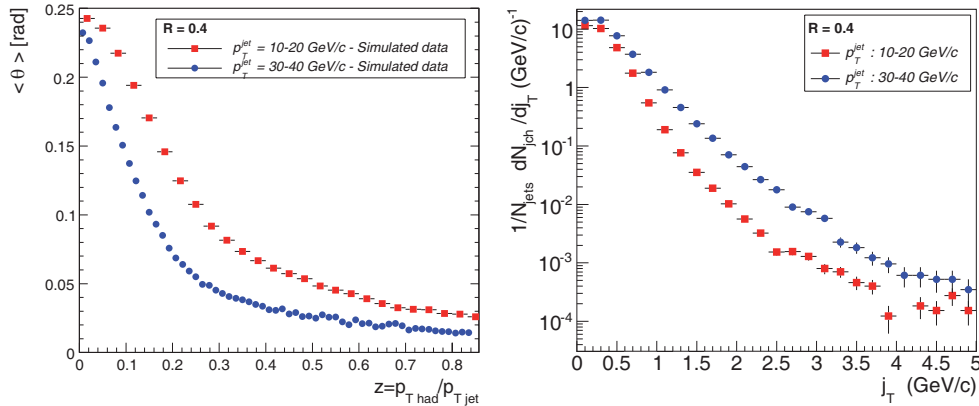 < θ > [rad]
0.25
0.2
0.15
0.1
0.05
0
R = 0.4
p_T^jet = 10-20 GeV/c - Simulated data
p_T^jet = 30-40 GeV/c - Simulated data
0 0.1 0.2 0.3 0.4 0.5 0.6 0.7 0.8
z=p_T had/p_T jet
1/N_jets dN_jch/dj_T (GeV/c)^-1
10
1
10^-1
10^-2
10^-3
10^-4
R = 0.4
p_T^jet : 10-20 GeV/c
p_T^jet : 30-40 GeV/c
0 0.5 1 1.5 2 2.5 3 3.5 4 4.5 5
j_T (GeV/c)